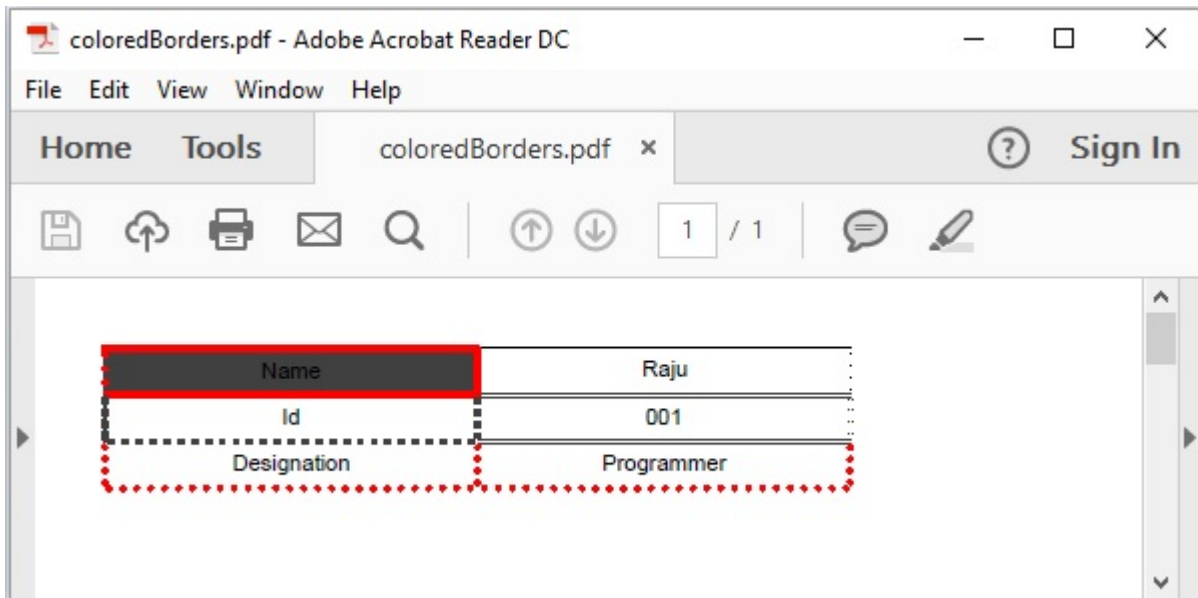 coloredBorders.pdf - Adobe Acrobat Reader DC
File Edit View Window Help
Home Tools coloredBorders.pdf × ? Sign In
1 / 1
Name Raju
Id 001
Designation Programmer